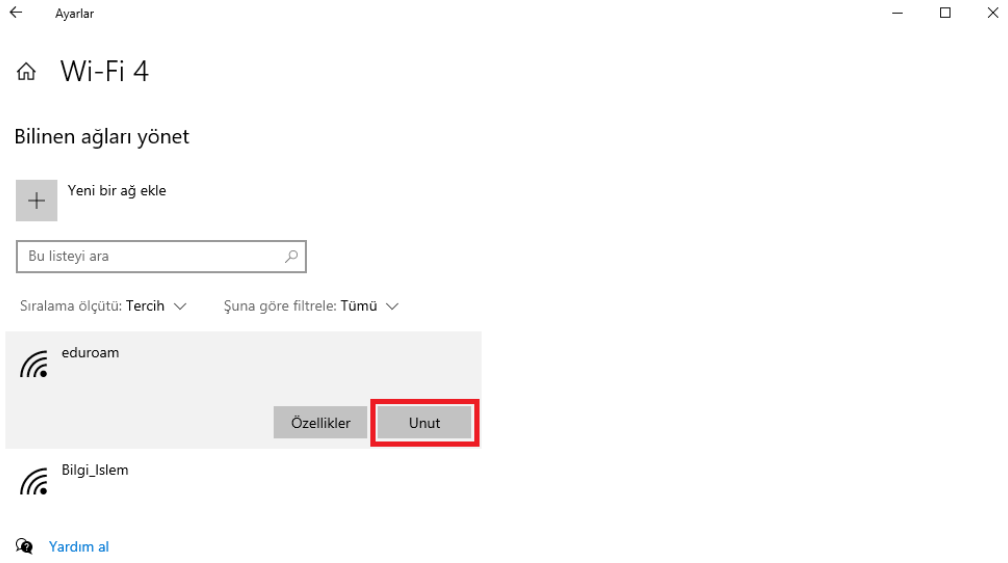 Ayarlar
Wi-Fi 4
Bilinen ağları yönet
Yeni bir ağ ekle
Bu listeyi ara
Sıralama ölçütü: Tercih Şuna göre filtrele: Tümü
eduroam
Özellikler Unut
Bilgi_Islem
Yardım al